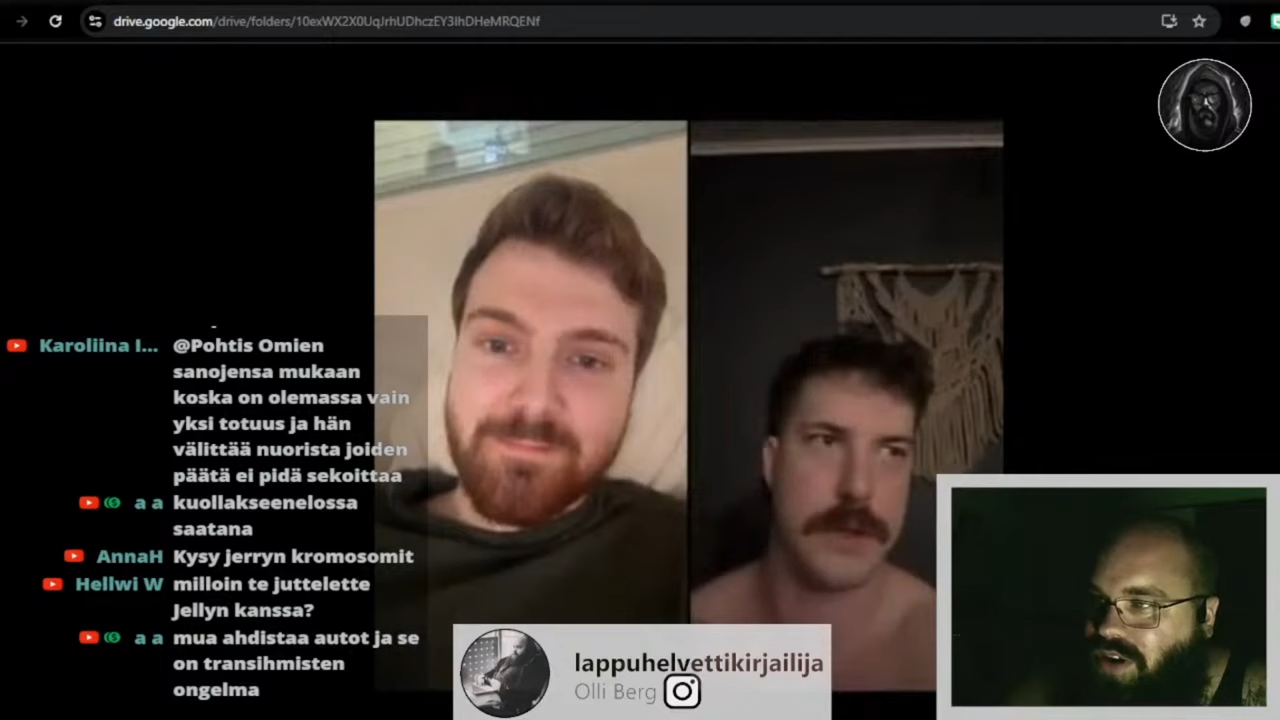 drive.google.com/drive/folders/10exWX2X0UqJrhUDhczEY3IhDHeMRQENf
Karoliina I... @Pohtis Omien
sanojensa mukaan
koska on olemassa vain
yksi totuus ja hän
välittää nuorista joiden
päätä ei pidä sekoittaa
a a kuollakseenelossa
saatana
AnnaH Kysy jerryn kromosomit
Hellwi W milloin te juttelette
Jellyn kanssa?
a a mua ahdistaa autot ja se
on transihmisten
ongelma
lappuhelvettikirjailija
Olli Berg